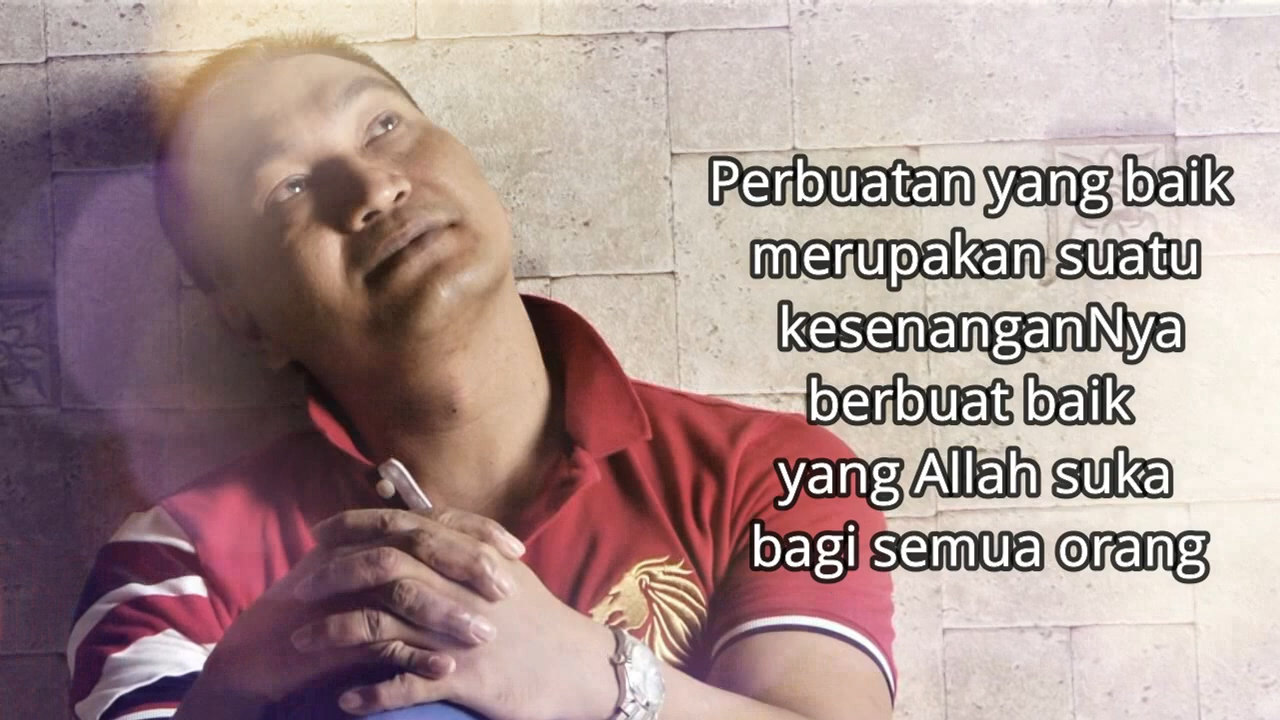 Perbuatan yang baik
merupakan suatu
kesenanganNya
berbuat baik
yang Allah suka
bagi semua orang